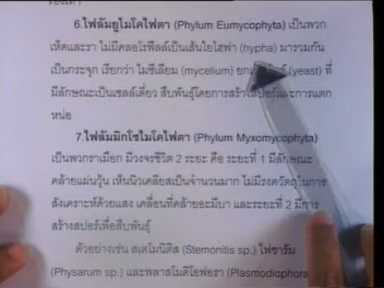 6.ไฟลัมยูไมโคไฟตา (Phylum Eumycophyta) เป็นพวก
เห็ดและรา ไม่มีคลอโรฟิลล์เป็นเส้นใยไฮฟา (hypha) มารวมกัน
เป็นกระจุก เรียกว่า ไมซีเลียม (mycelium) (yeast) ที่
มีลักษณะเป็นเซลล์เดี่ยว สืบพันธุ์โดยการสร้างสปอร์และการแตก
หน่อ
7.ไฟลัมมิกโซไมโคไฟตา (Phylum Myxomycophyta)
เป็นพวกราเมือก มีวงจรชีวิต 2 ระยะ คือ ระยะที่ 1 มีลักษณะ
คล้ายแผ่นวุ้น เห็นนิวเคลียสเป็นจำนวนมาก ไม่มีรงควัตถุในการ
สังเคราะห์ด้วยแสง เคลื่อนที่คล้ายอะมีบา และระยะที่ 2 มีการ
สร้างสปอร์เพื่อสืบพันธุ์
ตัวอย่างเช่น สเตโมนิติส (Stemonitis sp.) ไฟซารัม
(Physarum sp.) และพลาสโมดิโอฟอรา (Plasmodiophora